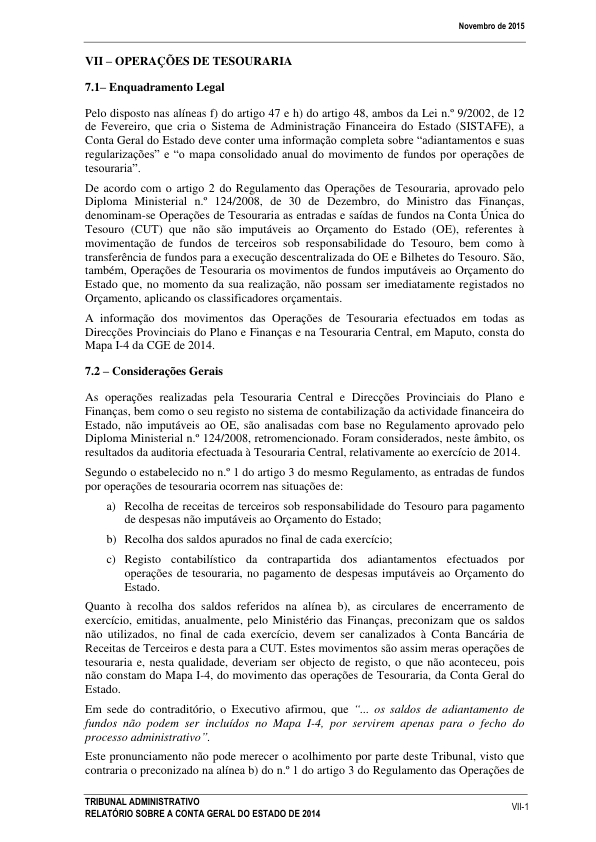 Novembro de 2015
VII – OPERAÇÕES DE TESOURARIA
7.1– Enquadramento Legal
Pelo disposto nas alíneas f) do artigo 47 e h) do artigo 48, ambos da Lei n.º 9/2002, de 12
de Fevereiro, que cria o Sistema de Administração Financeira do Estado (SISTAFE), a
Conta Geral do Estado deve conter uma informação completa sobre “adiantamentos e suas
regularizações” e “o mapa consolidado anual do movimento de fundos por operações de
tesouraria”.
De acordo com o artigo 2 do Regulamento das Operações de Tesouraria, aprovado pelo
Diploma Ministerial n.º 124/2008, de 30 de Dezembro, do Ministro das Finanças,
denominam-se Operações de Tesouraria as entradas e saídas de fundos na Conta Única do
Tesouro (CUT) que não são imputáveis ao Orçamento do Estado (OE), referentes à
movimentação de fundos de terceiros sob responsabilidade do Tesouro, bem como à
transferência de fundos para a execução descentralizada do OE e Bilhetes do Tesouro. São,
também, Operações de Tesouraria os movimentos de fundos imputáveis ao Orçamento do
Estado que, no momento da sua realização, não possam ser imediatamente registados no
Orçamento, aplicando os classificadores orçamentais.
A informação dos movimentos das Operações de Tesouraria efectuados em todas as
Direcções Provinciais do Plano e Finanças e na Tesouraria Central, em Maputo, consta do
Mapa I-4 da CGE de 2014.
7.2 – Considerações Gerais
As operações realizadas pela Tesouraria Central e Direcções Provinciais do Plano e
Finanças, bem como o seu registo no sistema de contabilização da actividade financeira do
Estado, não imputáveis ao OE, são analisadas com base no Regulamento aprovado pelo
Diploma Ministerial n.º 124/2008, retromencionado. Foram considerados, neste âmbito, os
resultados da auditoria efectuada à Tesouraria Central, relativamente ao exercício de 2014.
Segundo o estabelecido no n.º 1 do artigo 3 do mesmo Regulamento, as entradas de fundos
por operações de tesouraria ocorrem nas situações de:
a) Recolha de receitas de terceiros sob responsabilidade do Tesouro para pagamento
de despesas não imputáveis ao Orçamento do Estado;
b) Recolha dos saldos apurados no final de cada exercício;
c) Registo contabilístico da contrapartida dos adiantamentos efectuados por
operações de tesouraria, no pagamento de despesas imputáveis ao Orçamento do
Estado.
Quanto à recolha dos saldos referidos na alínea b), as circulares de encerramento de
exercício, emitidas, anualmente, pelo Ministério das Finanças, preconizam que os saldos
não utilizados, no final de cada exercício, devem ser canalizados à Conta Bancária de
Receitas de Terceiros e desta para a CUT. Estes movimentos são assim meras operações de
tesouraria e, nesta qualidade, deveriam ser objecto de registo, o que não aconteceu, pois
não constam do Mapa I-4, do movimento das operações de Tesouraria, da Conta Geral do
Estado.
Em sede do contraditório, o Executivo afirmou, que “... os saldos de adiantamento de
fundos não podem ser incluídos no Mapa I-4, por servirem apenas para o fecho do
processo administrativo”.
Este pronunciamento não pode merecer o acolhimento por parte deste Tribunal, visto que
contraria o preconizado na alínea b) do n.º 1 do artigo 3 do Regulamento das Operações de
TRIBUNAL ADMINISTRATIVO
RELATÓRIO SOBRE A CONTA GERAL DO ESTADO DE 2014
VII-1